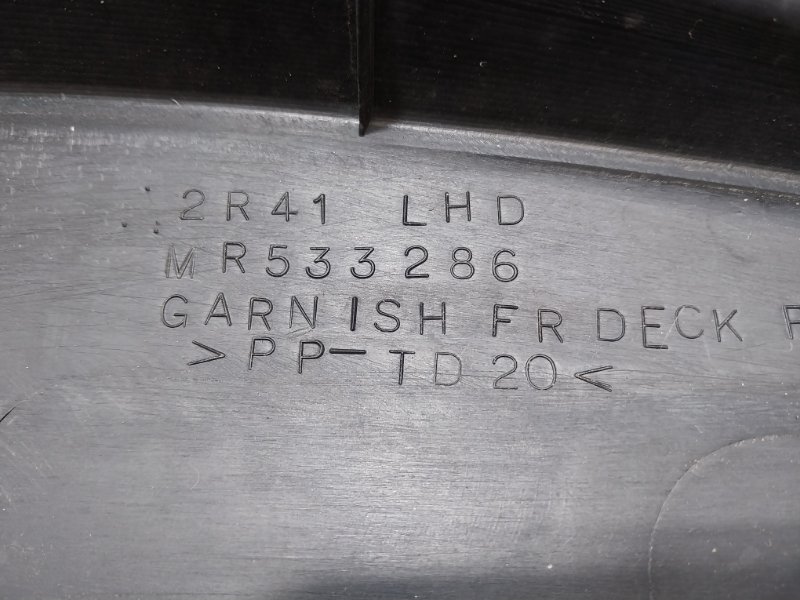 2R41 LHD
MR533286
GARNISH FR DECK
>PP-TD20<